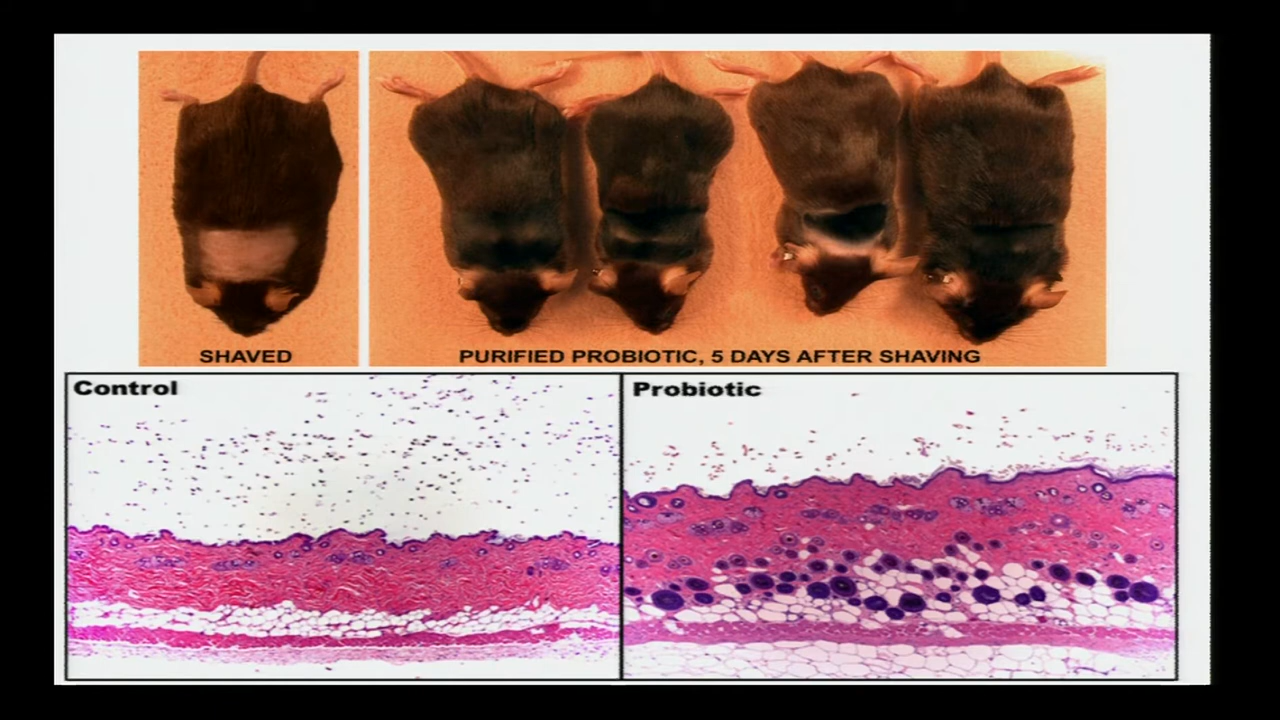 SHAVED
PURIFIED PROBIOTIC, 5 DAYS AFTER SHAVING
Control
Probiotic